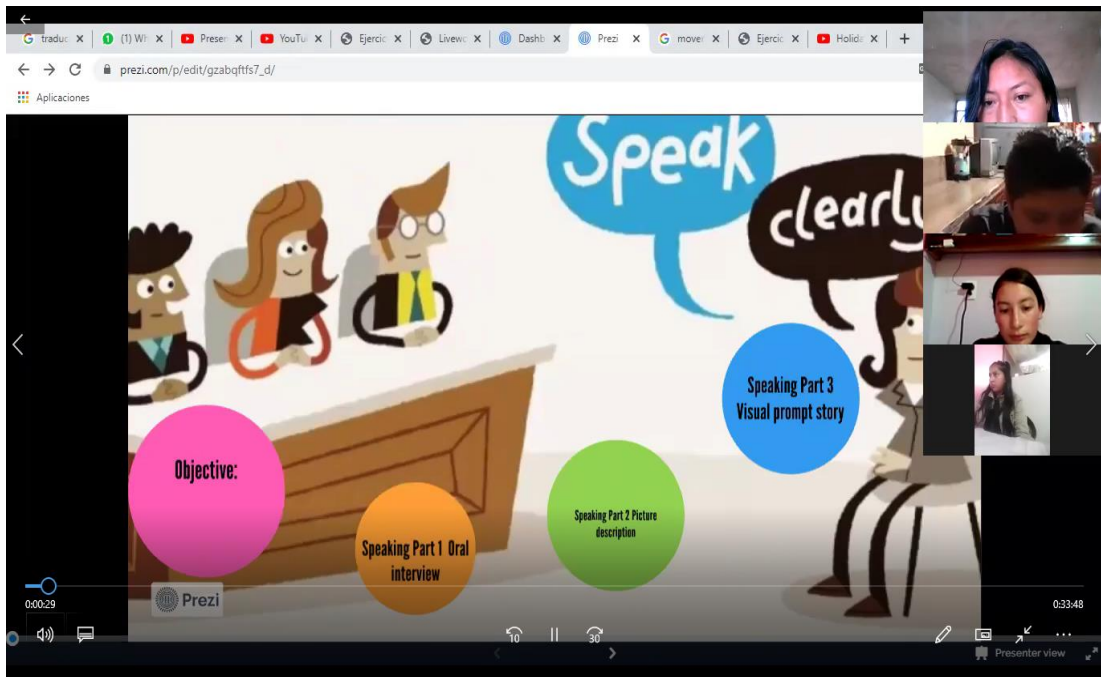 traduc
(1) Wh
Presen
YouTu
Ejercic
Livewo
Dashb
Prezi
mover
Ejercic
Holida
prezi.com/p/edit/gzabqftfs7_d/
Aplicaciones
Speak
clearly
Speaking Part 3
Visual prompt story
Objective:
Speaking Part 2 Picture
description
Speaking Part 1 Oral
interview
Prezi
0:00:29
0:33:48
10
30
Presenter view